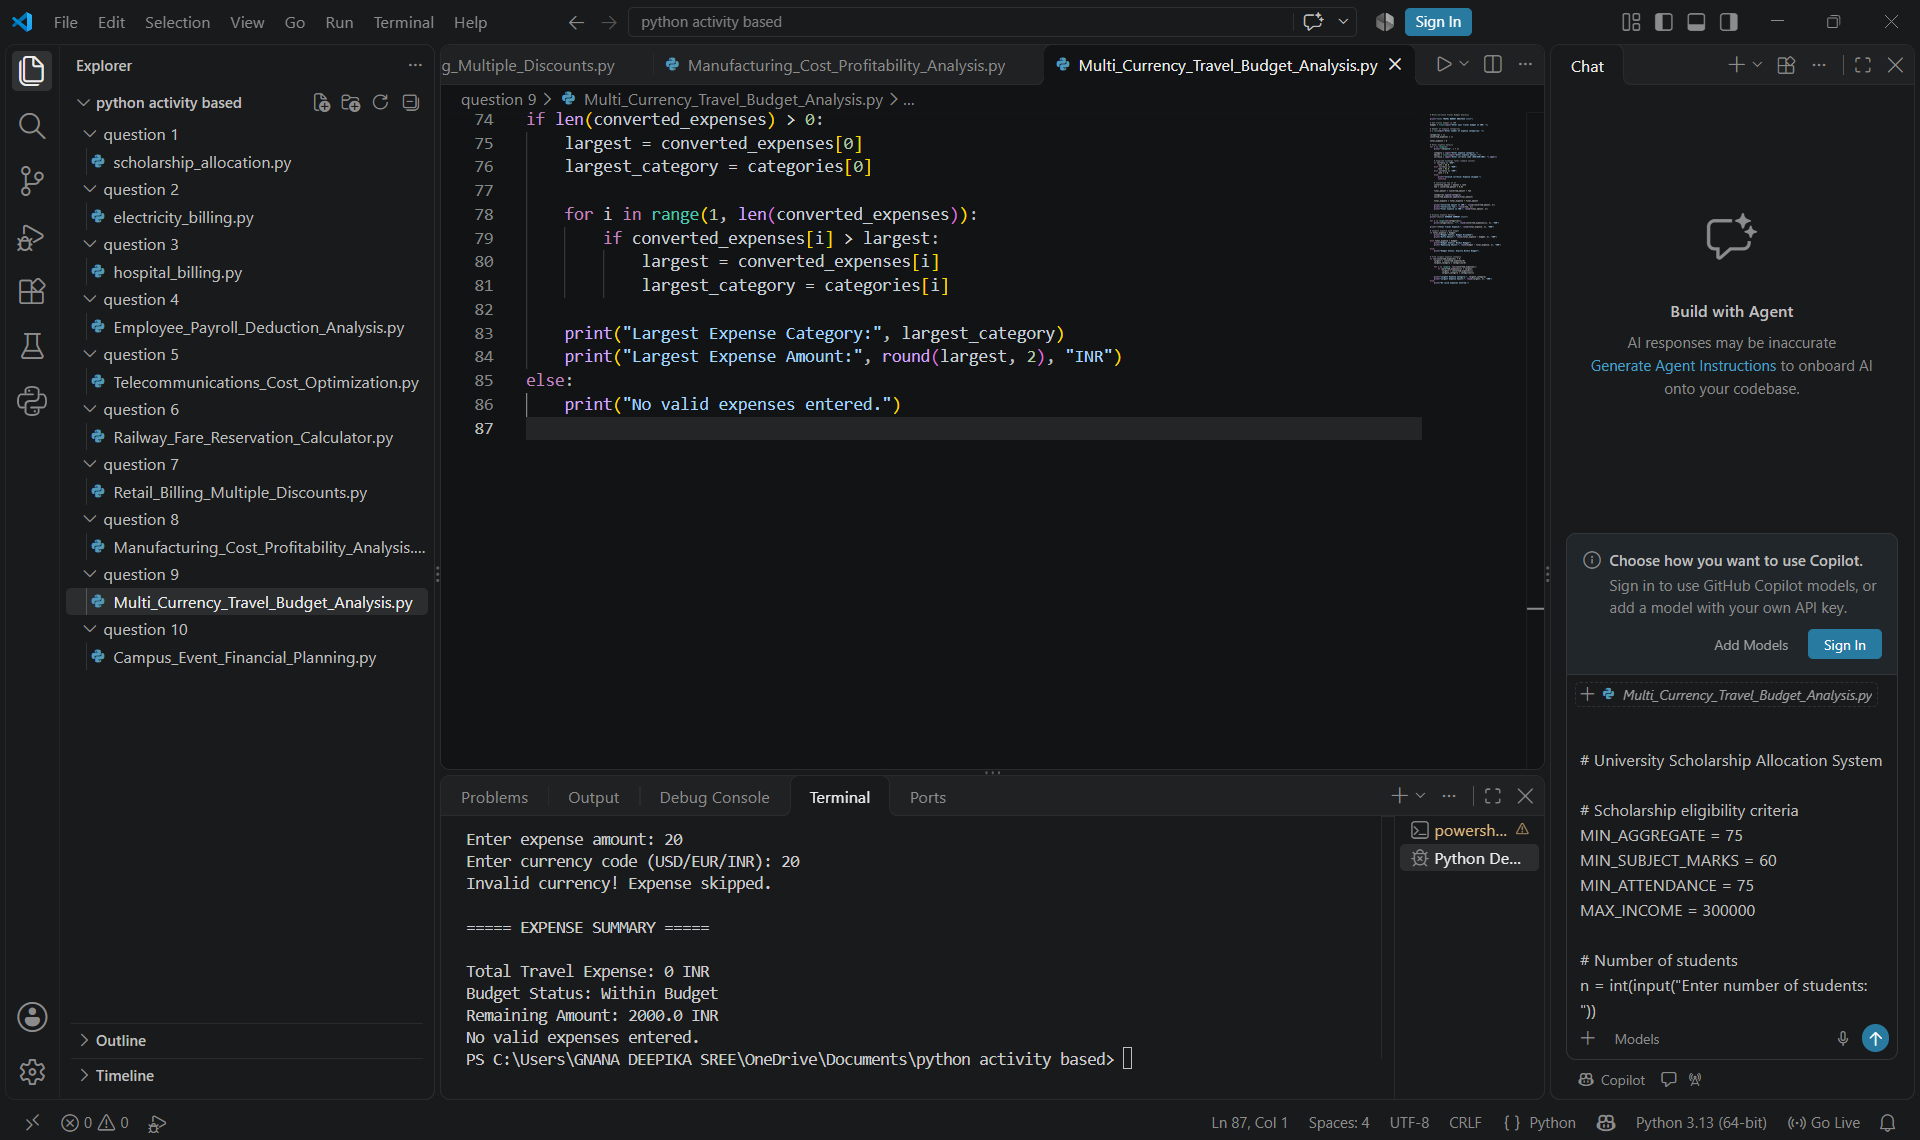 File Edit Selection View Go Run Terminal Help
python activity based
Sign In
Explorer
python activity based
question 1
scholarship_allocation.py
question 2
electricity_billing.py
question 3
hospital_billing.py
question 4
Employee_Payroll_Deduction_Analysis.py
question 5
Telecommunications_Cost_Optimization.py
question 6
Railway_Fare_Reservation_Calculator.py
question 7
Retail_Billing_Multiple_Discounts.py
question 8
Manufacturing_Cost_Profitability_Analysis....
question 9
Multi_Currency_Travel_Budget_Analysis.py
question 10
Campus_Event_Financial_Planning.py
Outline
Timeline
g_Multiple_Discounts.py
Manufacturing_Cost_Profitability_Analysis.py
Multi_Currency_Travel_Budget_Analysis.py
question 9 > Multi_Currency_Travel_Budget_Analysis.py > ...
74 if len(converted_expenses) > 0:
75 largest = converted_expenses[0]
76 largest_category = categories[0]
77
78 for i in range(1, len(converted_expenses)):
79 if converted_expenses[i] > largest:
80 largest = converted_expenses[i]
81 largest_category = categories[i]
82
83 print("Largest Expense Category:", largest_category)
84 print("Largest Expense Amount:", round(largest, 2), "INR")
85 else:
86 print("No valid expenses entered.")
87
Problems Output Debug Console Terminal Ports
Enter expense amount: 20
Enter currency code (USD/EUR/INR): 20
Invalid currency! Expense skipped.
===== EXPENSE SUMMARY =====
Total Travel Expense: 0 INR
Budget Status: Within Budget
Remaining Amount: 2000.0 INR
No valid expenses entered.
PS C:\Users\GNANA DEEPIKA SREE\OneDrive\Documents\python activity based>
powersh...
Python De...
Chat
Build with Agent
AI responses may be inaccurate
Generate Agent Instructions to onboard AI
onto your codebase.
Choose how you want to use Copilot.
Sign in to use GitHub Copilot models, or
add a model with your own API key.
Add Models
Sign In
Multi_Currency_Travel_Budget_Analysis.py
# University Scholarship Allocation System
# Scholarship eligibility criteria
MIN_AGGREGATE = 75
MIN_SUBJECT_MARKS = 60
MIN_ATTENDANCE = 75
MAX_INCOME = 300000
# Number of students
n = int(input("Enter number of students:
"))
Models
Copilot
0 0
Ln 87, Col 1 Spaces: 4 UTF-8 CRLF { } Python Python 3.13 (64-bit) Go Live